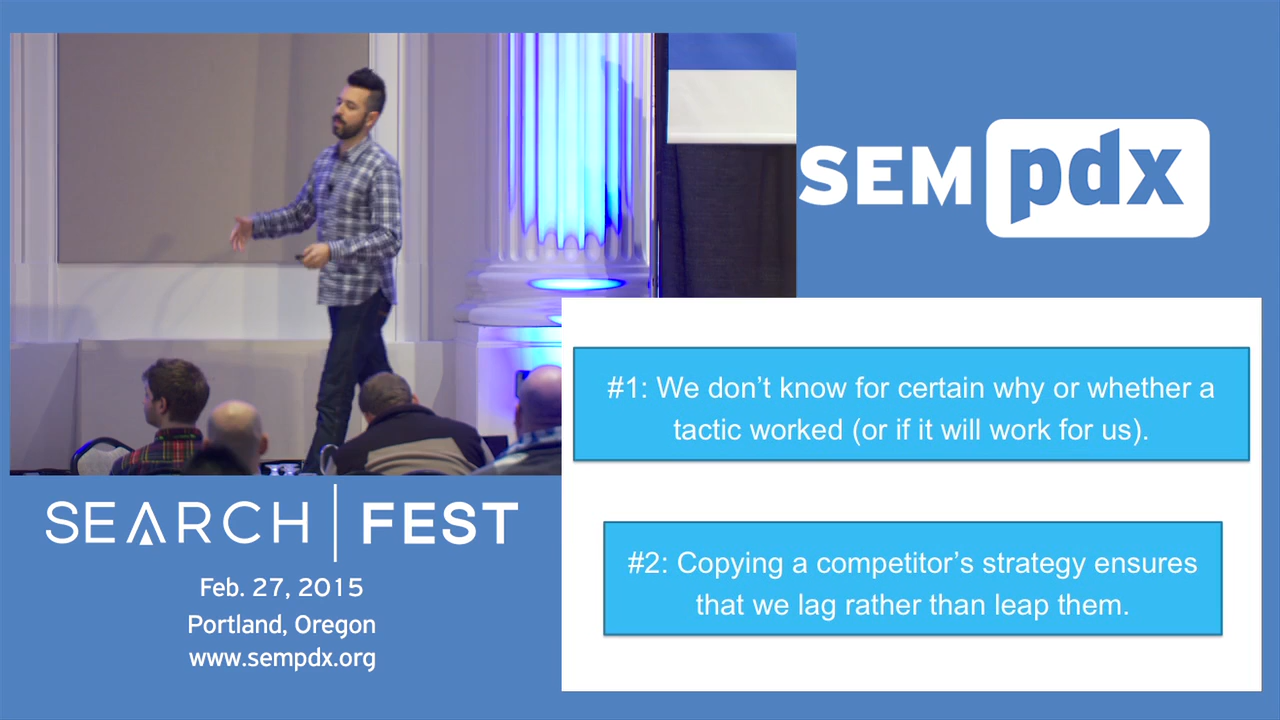 SEM pdx
#1: We don't know for certain why or whether a
tactic worked (or if it will work for us).
#2: Copying a competitor's strategy ensures
that we lag rather than leap them.
SEARCH | FEST
Feb. 27, 2015
Portland, Oregon
www.sempdx.org